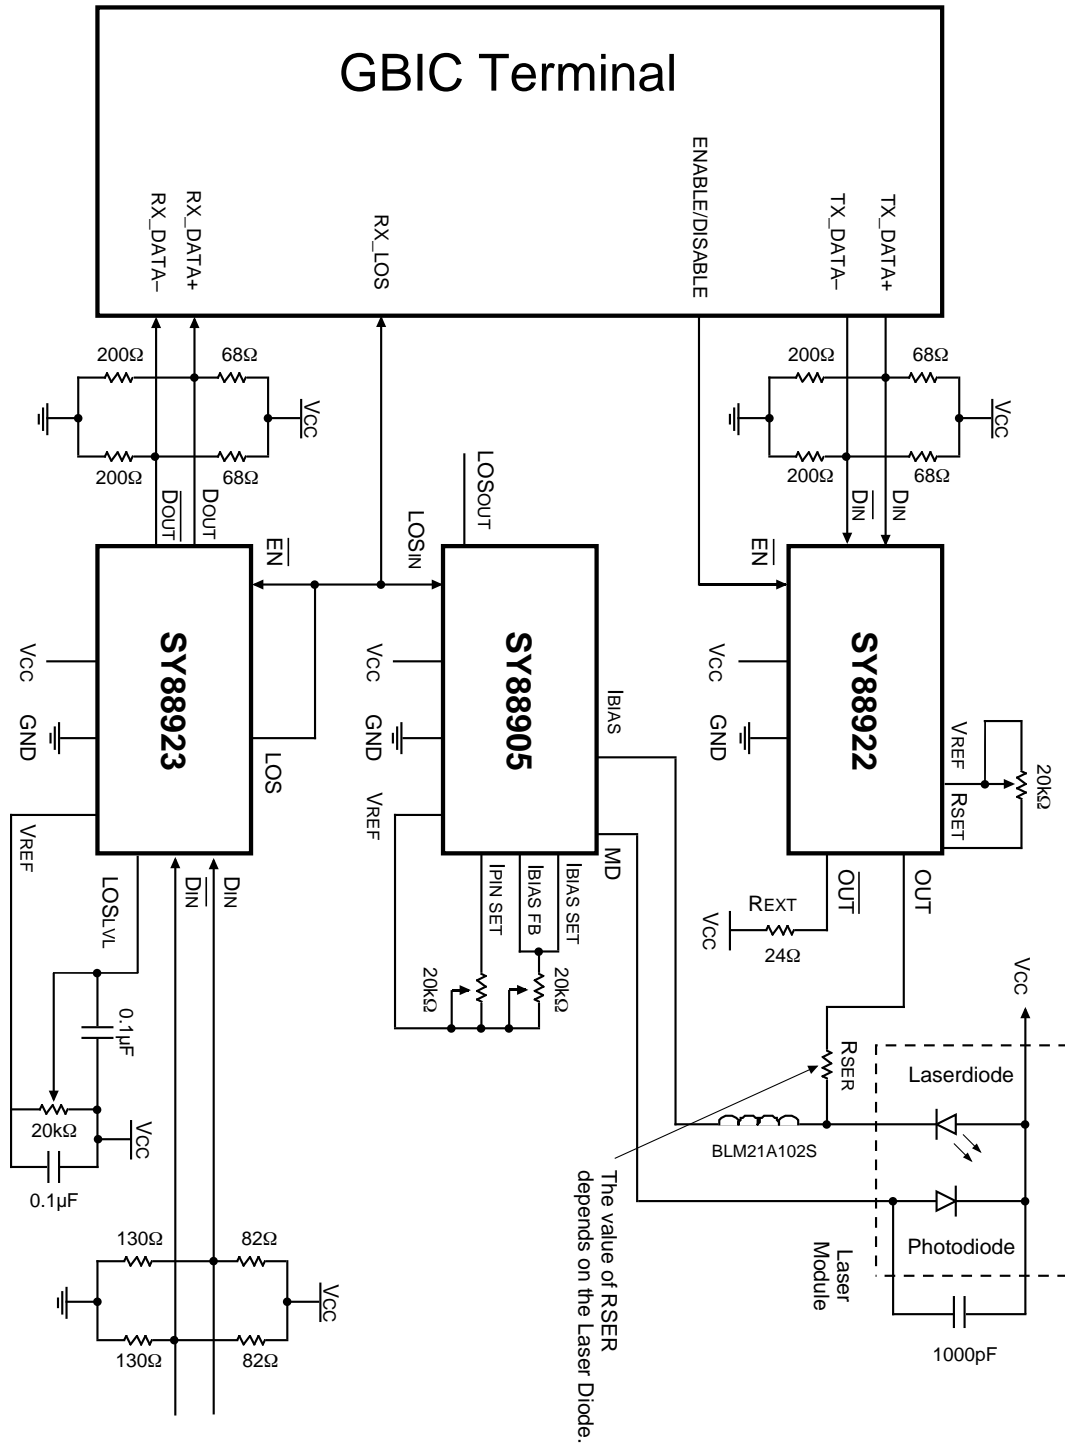 GBIC Terminal
RX_DATA–
RX_DATA+
RX_LOS
ENABLE/DISABLE
TX_DATA–
TX_DATA+
200Ω
68Ω
VCC
200Ω
68Ω
200Ω
68Ω
VCC
200Ω
68Ω
DOUT
DOUT
EN
LOSIN
LOSOUT
EN
DIN
DIN
SY88923
VCC
GND
LOS
VREF
LOSLVL
DIN
DIN
SY88905
VCC
GND
VREF
IBIAS
MD
IPIN SET
IBIAS FB
IBIAS SET
20kΩ
20kΩ
SY88922
VCC
GND
VREF
RSET
20kΩ
OUT
OUT
REXT
24Ω
VCC
VCC
RSER
Laserdiode
BLM21A102S
Photodiode
Laser
Module
1000pF
The value of RSER
depends on the Laser Diode.
0.1µF
20kΩ
VCC
0.1µF
130Ω
82Ω
VCC
130Ω
82Ω